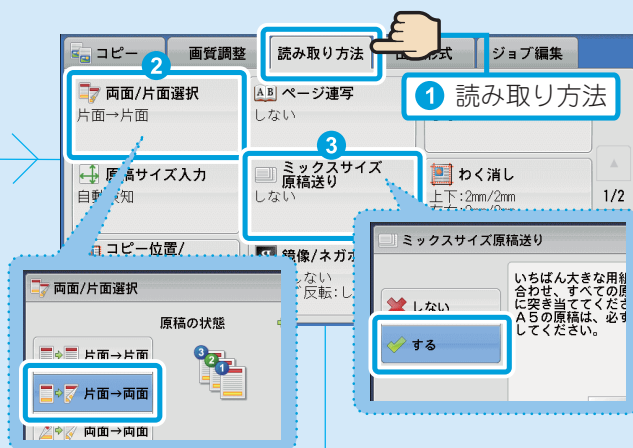 コピー
画質調整
読み取り方法
ジョブ編集
1 読み取り方法
2
両面/片面選択
片面→片面
ページ連写
しない
3
原稿サイズ入力
ミックスサイズ
原稿送り
しない
わく消し
上下:2mm/2mm
1/2
コピー位置/
鏡像/ネガポ
両面/片面選択
原稿の状態
片面→片面
片面→両面
両面→両面
3
2
1
ミックスサイズ原稿送り
しない
する
いちばん大きな用紙
合わせ、すべての原
に突き当ててくださ
A5の原稿は、必ず
してください。